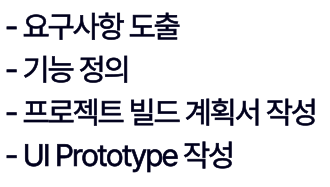 - 요구사항 도출
- 기능 정의
- 프로젝트 빌드 계획서 작성
- UI Prototype 작성